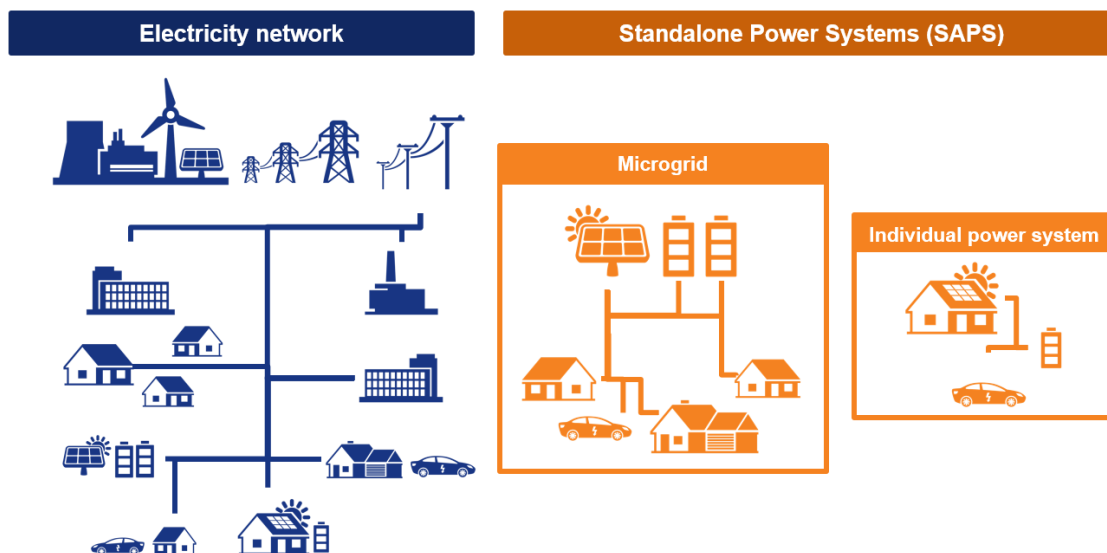 Electricity network
Standalone Power Systems (SAPS)
Microgrid
Individual power system